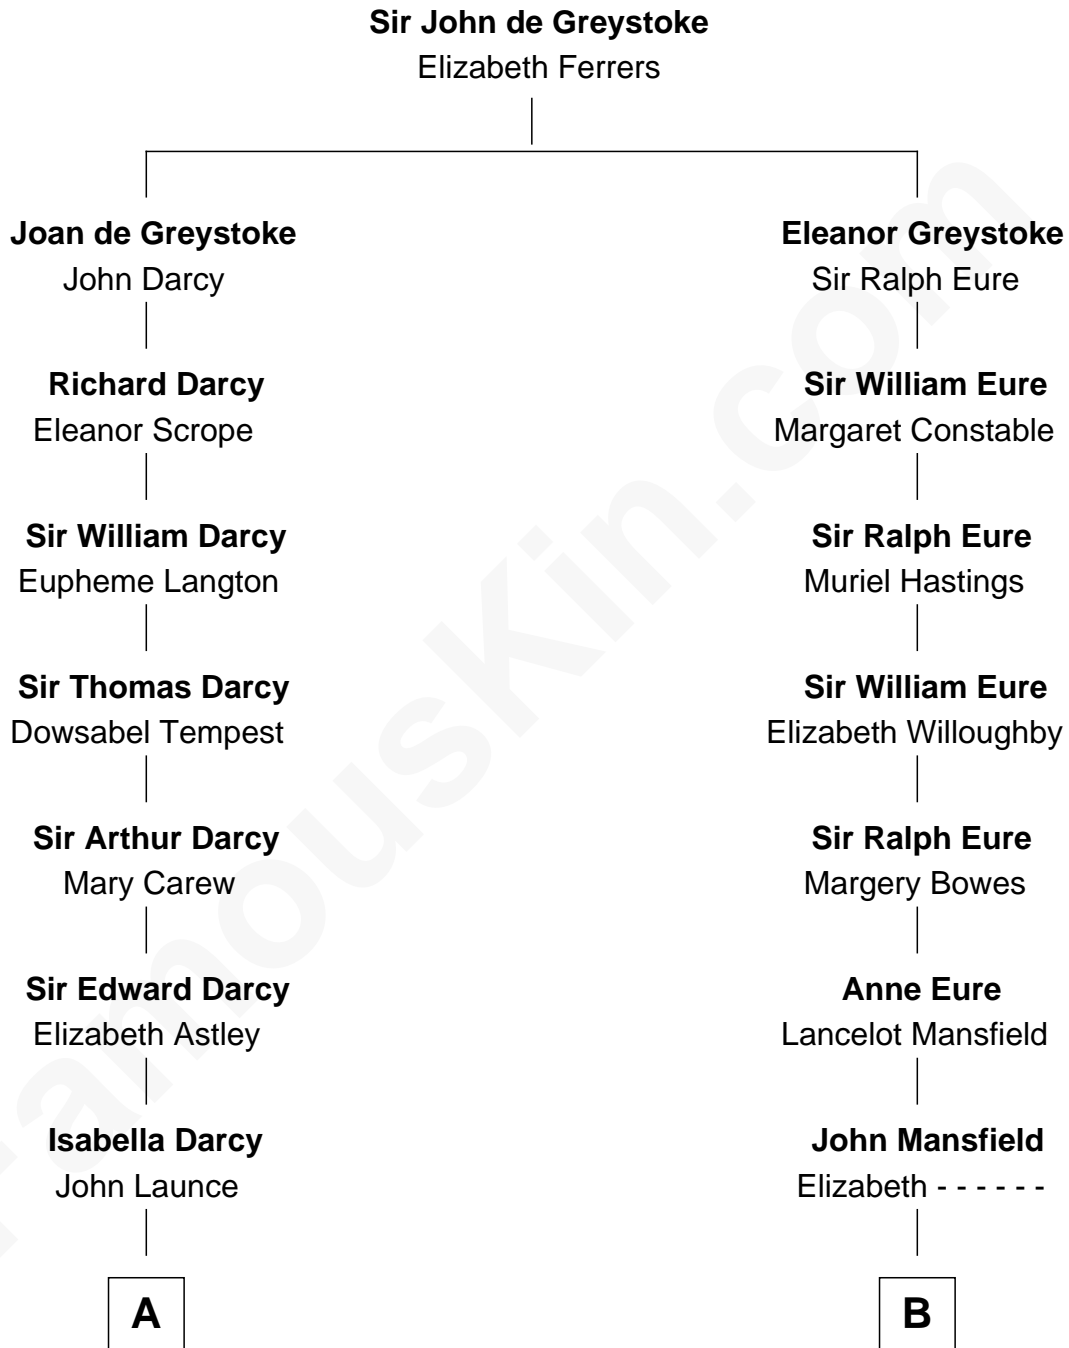 Sir John de Greystoke
Elizabeth Ferrers
Joan de Greystoke
John Darcy
Eleanor Greystoke
Sir Ralph Eure
Richard Darcy
Eleanor Scrope
Sir William Eure
Margaret Constable
Sir William Darcy
Eupheme Langton
Sir Ralph Eure
Muriel Hastings
Sir Thomas Darcy
Dowsabel Tempest
Sir William Eure
Elizabeth Willoughby
Sir Arthur Darcy
Mary Carew
Sir Ralph Eure
Margery Bowes
Sir Edward Darcy
Elizabeth Astley
Anne Eure
Lancelot Mansfield
Isabella Darcy
John Launce
John Mansfield
Elizabeth - - - - - -
A
B
FamousKin.com